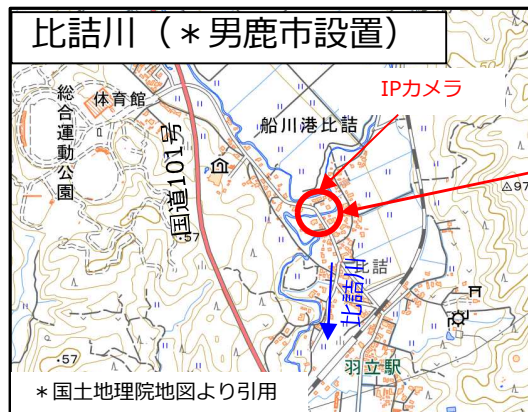 比詰川（＊男鹿市設置）
IPカメラ
体育館
総合運動公園
船川港比詰
国道101号
△97
･57
比詰
比詰川
･57
羽立駅
＊国土地理院地図より引用